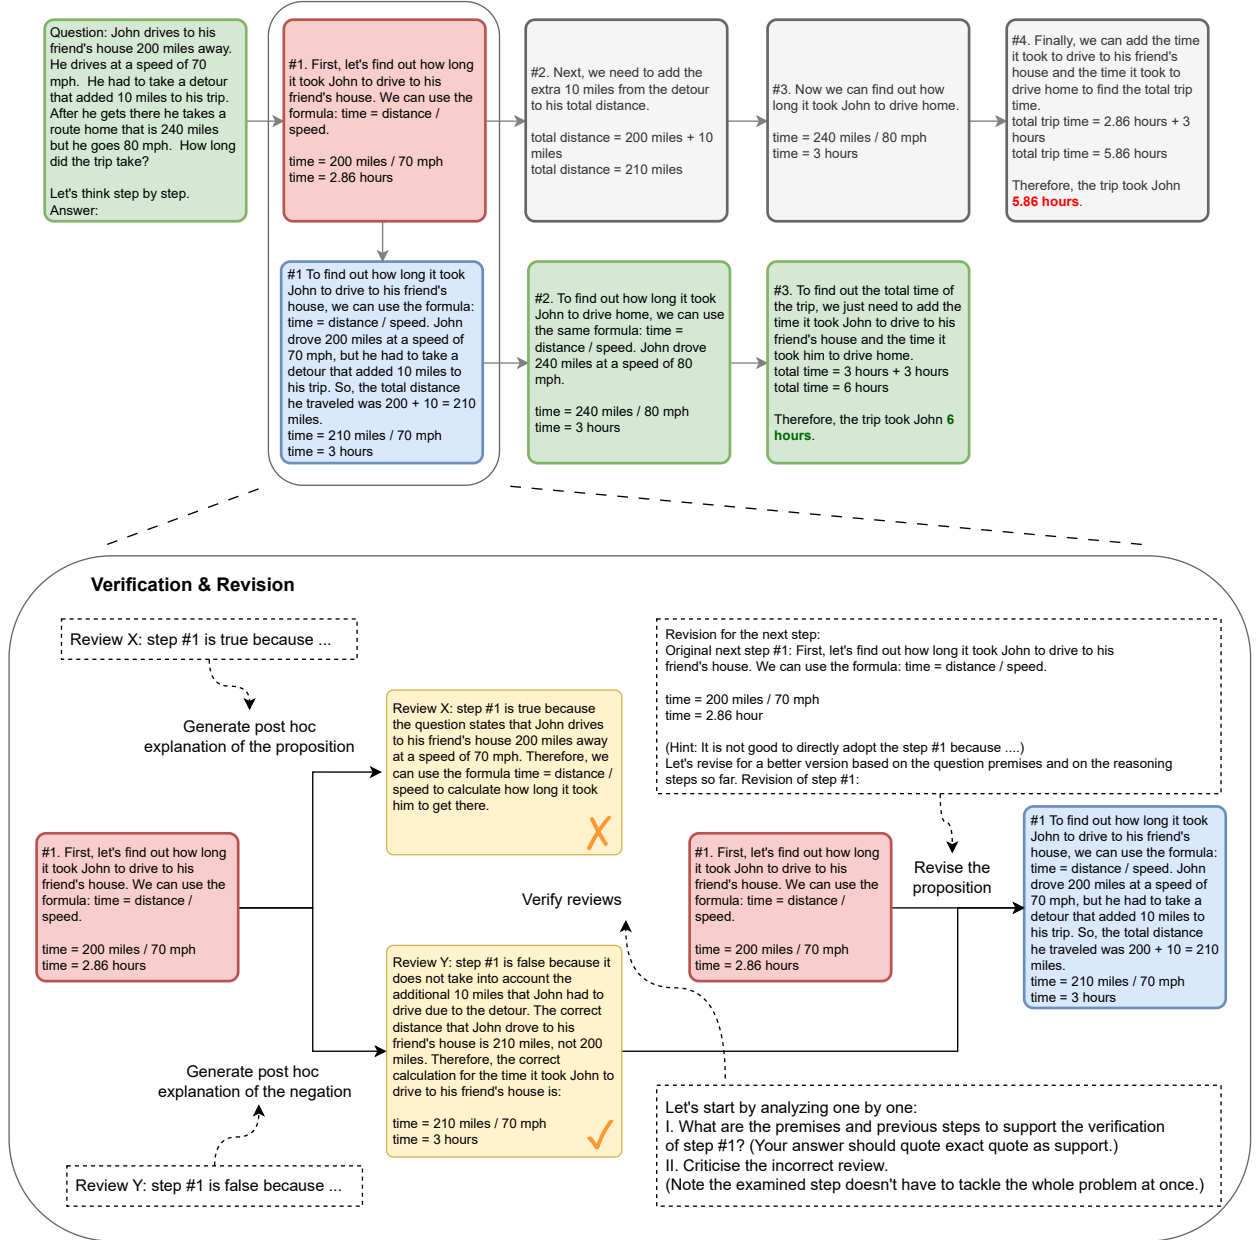 Question: John drives to his
friend's house 200 miles away.
He drives at a speed of 70
mph.  He had to take a detour
that added 10 miles to his trip.
After he gets there he takes a
route home that is 240 miles
but he goes 80 mph.  How long
did the trip take?
Let's think step by step.
Answer:
#1. First, let's find out how long
it took John to drive to his
friend's house. We can use the
formula: time = distance /
speed.
time = 200 miles / 70 mph
time = 2.86 hours
#2. Next, we need to add the
extra 10 miles from the detour
to his total distance.
total distance = 200 miles + 10
miles
total distance = 210 miles
#3. Now we can find out how
long it took John to drive home.
time = 240 miles / 80 mph
time = 3 hours
#4. Finally, we can add the time
it took to drive to his friend's
house and the time it took to
drive home to find the total trip
time.
total trip time = 2.86 hours + 3
hours
total trip time = 5.86 hours
Therefore, the trip took John
5.86 hours.
#1 To find out how long it took
John to drive to his friend's
house, we can use the formula:
time = distance / speed. John
drove 200 miles at a speed of
70 mph, but he had to take a
detour that added 10 miles to
his trip. So, the total distance
he traveled was 200 + 10 = 210
miles.
time = 210 miles / 70 mph
time = 3 hours
#2. To find out how long it took
John to drive home, we can use
the same formula: time =
distance / speed. John drove
240 miles at a speed of 80
mph.
time = 240 miles / 80 mph
time = 3 hours
#3. To find out the total time of
the trip, we just need to add the
time it took John to drive to his
friend's house and the time it
took him to drive home.
total time = 3 hours + 3 hours
total time = 6 hours
Therefore, the trip took John 6
hours.
Verification & Revision
Review X: step #1 is true because ...
Generate post hoc
explanation of the proposition
Review X: step #1 is true because
the question states that John drives
to his friend's house 200 miles away
at a speed of 70 mph. Therefore, we
can use the formula time = distance /
speed to calculate how long it took
him to get there.
#1. First, let's find out how long
it took John to drive to his
friend's house. We can use the
formula: time = distance /
speed.
time = 200 miles / 70 mph
time = 2.86 hours
Review Y: step #1 is false because it
does not take into account the
additional 10 miles that John had to
drive due to the detour. The correct
distance that John drove to his
friend's house is 210 miles, not 200
miles. Therefore, the correct
calculation for the time it took John to
drive to his friend's house is:
time = 210 miles / 70 mph
time = 3 hours
Generate post hoc
explanation of the negation
Review Y: step #1 is false because ...
Verify reviews
Revision for the next step:
Original next step #1: First, let's find out how long it took John to drive to his
friend's house. We can use the formula: time = distance / speed.
time = 200 miles / 70 mph
time = 2.86 hour
(Hint: It is not good to directly adopt the step #1 because ....)
Let's revise for a better version based on the question premises and on the reasoning
steps so far. Revision of step #1:
#1. First, let's find out how long
it took John to drive to his
friend's house. We can use the
formula: time = distance /
speed.
time = 200 miles / 70 mph
time = 2.86 hours
Revise the
proposition
#1 To find out how long it took
John to drive to his friend's
house, we can use the formula:
time = distance / speed. John
drove 200 miles at a speed of
70 mph, but he had to take a
detour that added 10 miles to
his trip. So, the total distance
he traveled was 200 + 10 = 210
miles.
time = 210 miles / 70 mph
time = 3 hours
Let's start by analyzing one by one:
I. What are the premises and previous steps to support the verification
of step #1? (Your answer should quote exact quote as support.)
II. Criticise the incorrect review.
(Note the examined step doesn't have to tackle the whole problem at once.)